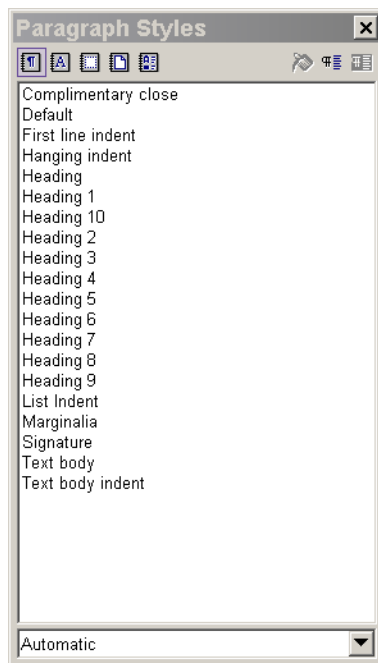 Paragraph Styles
Complimentary close
Default
First line indent
Hanging indent
Heading
Heading 1
Heading 10
Heading 2
Heading 3
Heading 4
Heading 5
Heading 6
Heading 7
Heading 8
Heading 9
List Indent
Marginalia
Signature
Text body
Text body indent
Automatic